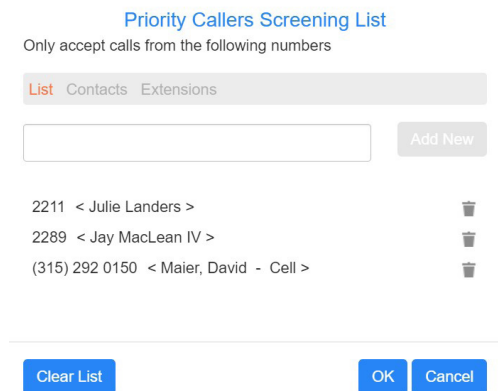 Priority Callers Screening List
Only accept calls from the following numbers
List Contacts Extensions
Add New
2211 < Julie Landers >
2289 < Jay MacLean IV >
(315) 292 0150 < Maier, David - Cell >
Clear List OK Cancel